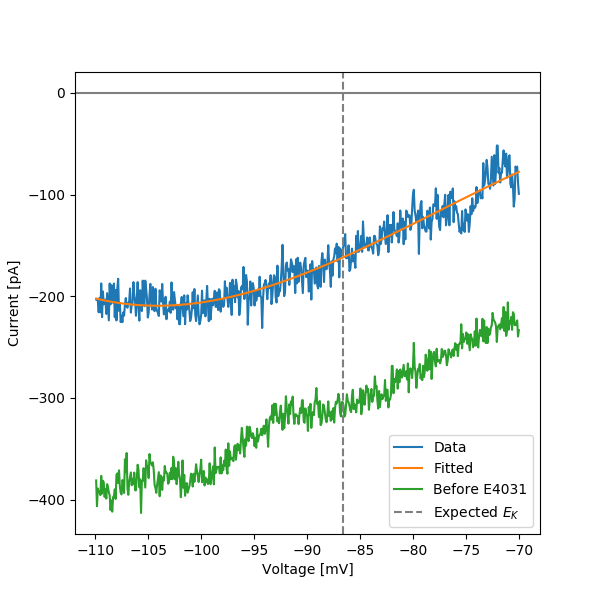 0
−100
−200
−300
−400
Current [pA]
−110
−105
−100
−95
−90
−85
−80
−75
−70
Voltage [mV]
Data
Fitted
Before E4031
Expected E_K